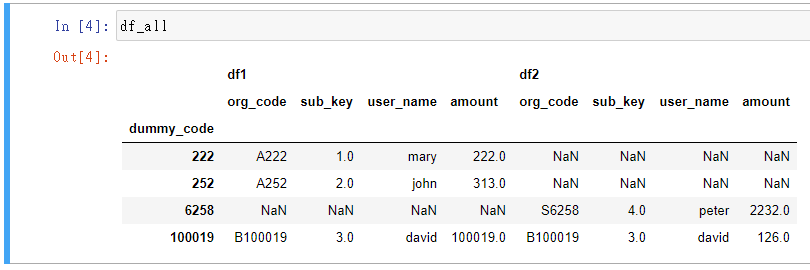 In [4]: df_all
Out[4]:
df1 df2
org_code sub_key user_name amount org_code sub_key user_name amount
dummy_code
222 A222 1.0 mary 222.0 NaN NaN NaN NaN
252 A252 2.0 john 313.0 NaN NaN NaN NaN
6258 NaN NaN NaN NaN S6258 4.0 peter 2232.0
100019 B100019 3.0 david 100019.0 B100019 3.0 david 126.0